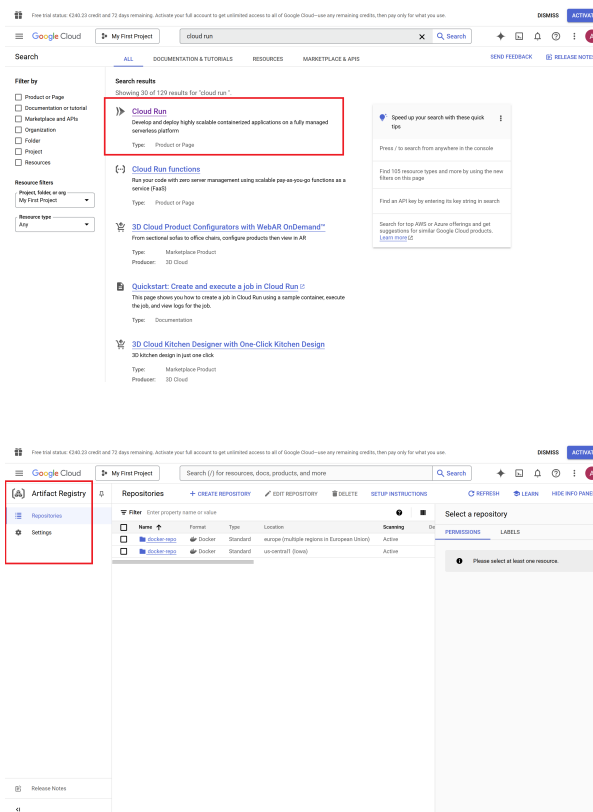 Free trial status: €240.23 credit and 72 days remaining. Activate your full account to get unlimited access to all of Google Cloud—use any remaining credits, then pay only for what you use.
DISMISS
ACTIVAT
Google Cloud
My First Project
cloud run
Search
Search
ALL
DOCUMENTATION & TUTORIALS
RESOURCES
MARKETPLACE & APIS
SEND FEEDBACK
RELEASE NOTES
Filter by
Product or Page
Documentation or tutorial
Marketplace and APIs
Organization
Folder
Project
Resources
Resource filters
Project, folder, or org
My First Project
Resource type
Any
Search results
Showing 30 of 129 results for "cloud run ".
Cloud Run
Develop and deploy highly scalable containerized applications on a fully managed
serverless platform
Type: Product or Page
Cloud Run functions
Run your code with zero server management using scalable pay-as-you-go functions as a
service (FaaS)
Type: Product or Page
3D Cloud Product Configurators with WebAR OnDemand™
From sectional sofas to office chairs, configure products then view in AR
Type: Marketplace Product
Producer: 3D Cloud
Quickstart: Create and execute a job in Cloud Run
This page shows you how to create a job in Cloud Run using a sample container, execute
the job, and view logs for the job.
Type: Documentation
3D Cloud Kitchen Designer with One-Click Kitchen Design
3D kitchen design in just one click
Type: Marketplace Product
Producer: 3D Cloud
Speed up your search with these quick
tips
Press / to search from anywhere in the console
Find 105 resource types and more by using the new
filters on this page
Find an API key by entering its key string in search
Search for top AWS or Azure offerings and get
suggestions for similar Google Cloud products.
Learn more
Free trial status: €240.23 credit and 72 days remaining. Activate your full account to get unlimited access to all of Google Cloud—use any remaining credits, then pay only for what you use.
DISMISS
ACTIVAT
Google Cloud
My First Project
Search (/) for resources, docs, products, and more
Search
Artifact Registry
Repositories
Settings
Release Notes
Repositories
CREATE REPOSITORY
EDIT REPOSITORY
DELETE
SETUP INSTRUCTIONS
REFRESH
LEARN
HIDE INFO PANE
Filter Enter property name or value
Name Format Type Location Scanning De
docker-repo Docker Standard europe (multiple regions in European Union) Active
docker-repo Docker Standard us-central1 (Iowa) Active
Select a repository
PERMISSIONS
LABELS
Please select at least one resource.